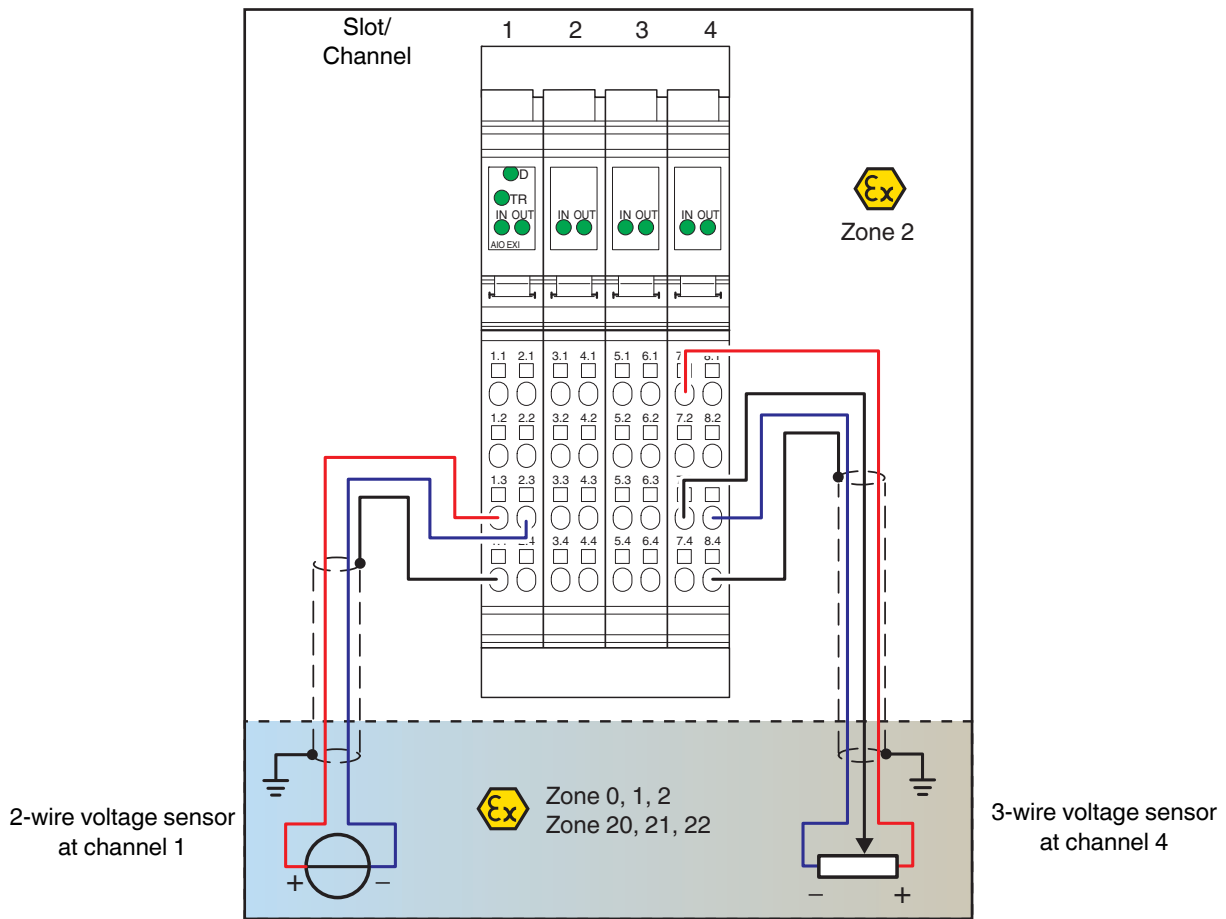 Slot/
Channel
1 2 3 4
D
TR
IN OUT IN OUT IN OUT IN OUT
AIO EXI
Ex
Zone 2
1.1 2.1 3.1 4.1 5.1 6.1 8.1
1.2 2.2 3.2 4.2 5.2 6.2 7.2 8.2
1.3 2.3 3.3 4.3 5.3 6.3
2.4 3.4 4.4 5.4 6.4 7.4 8.4
Ex
Zone 0, 1, 2
Zone 20, 21, 22
2-wire voltage sensor
at channel 1
3-wire voltage sensor
at channel 4
+ −
− +